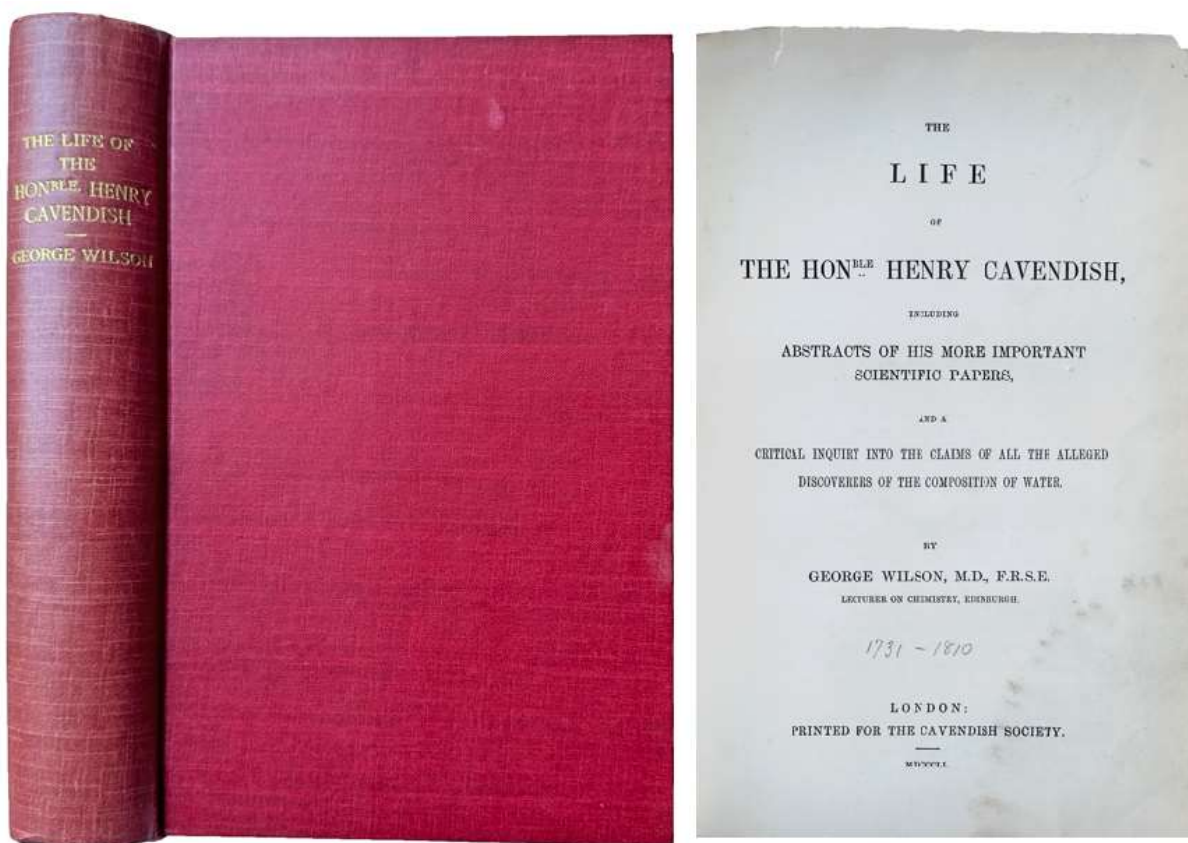 THE LIFE OF
THE
HONBLE. HENRY
CAVENDISH
GEORGE WILSON
THE
LIFE
OF
THE HONBLE HENRY CAVENDISH,
INCLUDING
ABSTRACTS OF HIS MORE IMPORTANT
SCIENTIFIC PAPERS,
AND A
CRITICAL INQUIRY INTO THE CLAIMS OF ALL THE ALLEGED
DISCOVERERS OF THE COMPOSITION OF WATER.
BY
GEORGE WILSON, M.D., F.R.S.E.
LECTURER ON CHEMISTRY, EDINBURGH.
1731 - 1810
LONDON:
PRINTED FOR THE CAVENDISH SOCIETY.
MDCCCLI.